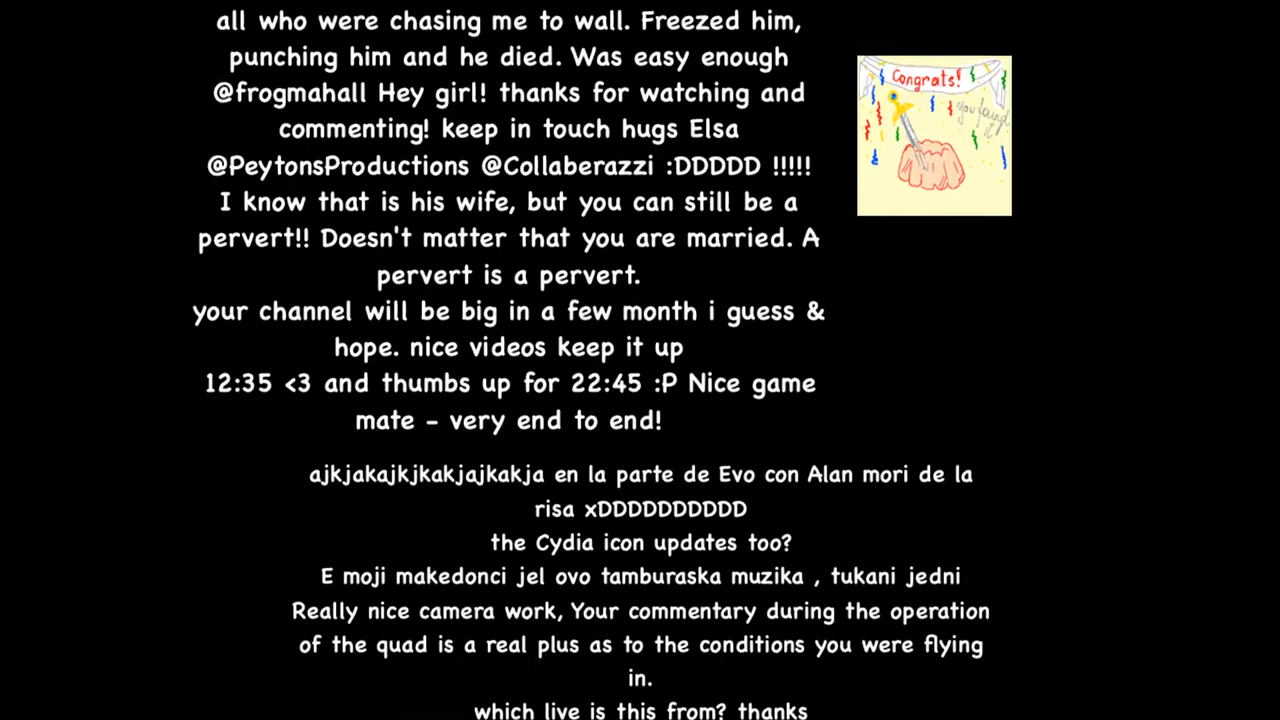 all who were chasing me to wall. Freezed him,
punching him and he died. Was easy enough
@frogmahall Hey girl! thanks for watching and
commenting! keep in touch hugs Elsa
@PeytonsProductions @Collaberazzi :DDDDD !!!!!
I know that is his wife, but you can still be a
pervert!! Doesn't matter that you are married. A
pervert is a pervert.
your channel will be big in a few month i guess &
hope. nice videos keep it up
12:35 <3 and thumbs up for 22:45 :P Nice game
mate - very end to end!
Congrats!
you found
it
ajkjakajkjkakjajkakja en la parte de Evo con Alan mori de la
risa xDDDDDDDDDD
the Cydia icon updates too?
E moji makedonci jel ovo tamburaska muzika , tukani jedni
Really nice camera work, Your commentary during the operation
of the quad is a real plus as to the conditions you were flying
in.
which live is this from? thanks